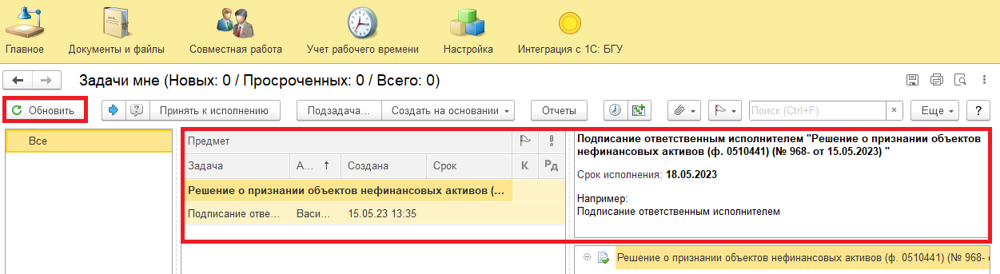 Главное Документы и файлы Совместная работа Учет рабочего времени Настройка Интеграция с 1С: БГУ
Задачи мне (Новых: 0 / Просроченных: 0 / Всего: 0)
Обновить Принять к исполнению Подзадача... Создать на основании Отчеты Поиск (Ctrl+F) × Еще ?
Все
Предмет
Задача А... ↑ Создана Срок К Рд
Решение о признании объектов нефинансовых активов (...
Подписание отве... Васи... 15.05.23 13:35
Подписание ответственным исполнителем "Решение о признании объектов
нефинансовых активов (ф. 0510441) (№ 968- от 15.05.2023) "
Срок исполнения: 18.05.2023
Например:
Подписание ответственным исполнителем
Решение о признании объектов нефинансовых активов (ф. 0510441) (№ 968-